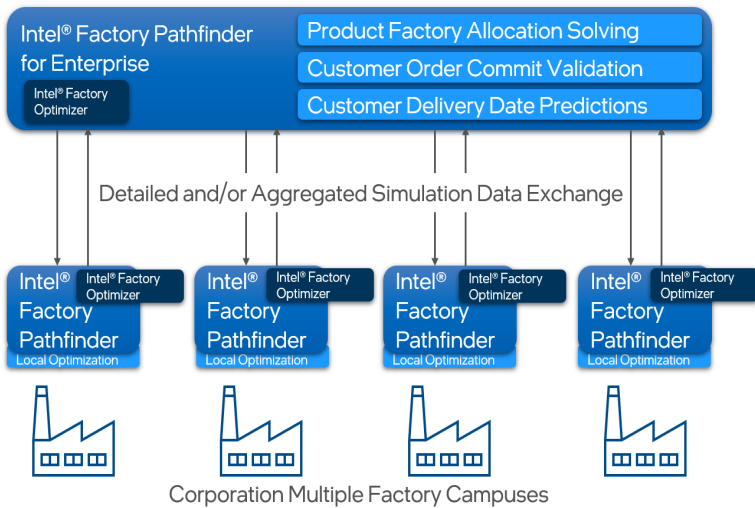 Intel® Factory Pathfinder
for Enterprise
Intel® Factory
Optimizer
Product Factory Allocation Solving
Customer Order Commit Validation
Customer Delivery Date Predictions
Detailed and/or Aggregated Simulation Data Exchange
Intel®
Factory
Pathfinder
Intel® Factory
Optimizer
Local Optimization
Intel®
Factory
Pathfinder
Intel® Factory
Optimizer
Local Optimization
Intel®
Factory
Pathfinder
Intel® Factory
Optimizer
Local Optimization
Intel®
Factory
Pathfinder
Intel® Factory
Optimizer
Local Optimization
Corporation Multiple Factory Campuses